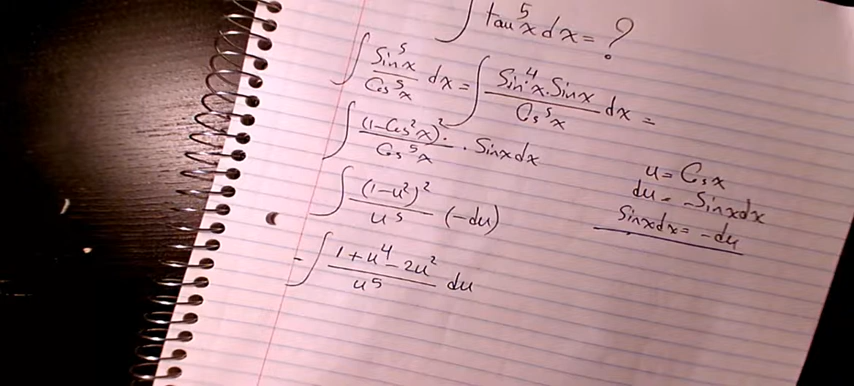 ∫ tan⁵x dx = ?
∫ Sin⁵x / Cos⁵x dx = ∫ Sin⁴x · Sinx / Cos⁵x dx =
∫ (1-Cos²x)² / Cos⁵x · Sinx dx
u = Cosx
du = -Sinx dx
Sinx dx = -du
∫ (1-u²)² / u⁵ (-du)
-∫ 1+u⁴-2u² / u⁵ du